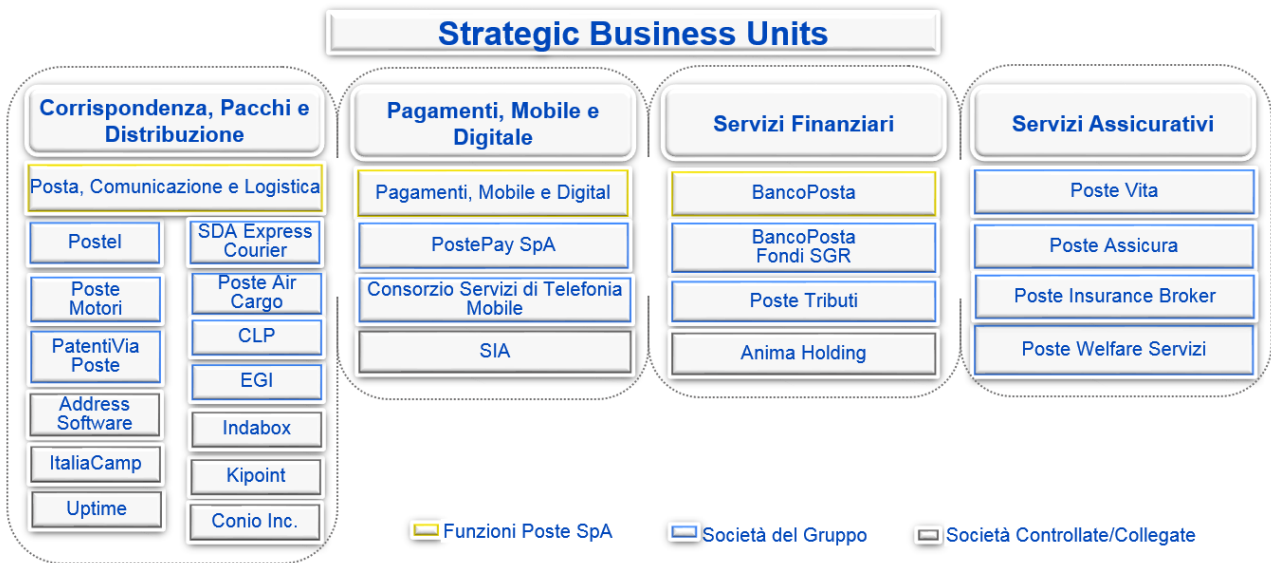 Strategic Business Units
Corrispondenza, Pacchi e
Distribuzione
Posta, Comunicazione e Logistica
Postel
Poste
Motori
PatentiVia
Poste
Address
Software
ItaliaCamp
Uptime
SDA Express
Courier
Poste Air
Cargo
CLP
EGI
Indabox
Kipoint
Conio Inc.
Pagamenti, Mobile e
Digitale
Pagamenti, Mobile e Digital
PostePay SpA
Consorzio Servizi di Telefonia
Mobile
SIA
Servizi Finanziari
BancoPosta
BancoPosta
Fondi SGR
Poste Tributi
Anima Holding
Servizi Assicurativi
Poste Vita
Poste Assicura
Poste Insurance Broker
Poste Welfare Servizi
Funzioni Poste SpA
Società del Gruppo
Società Controllate/Collegate